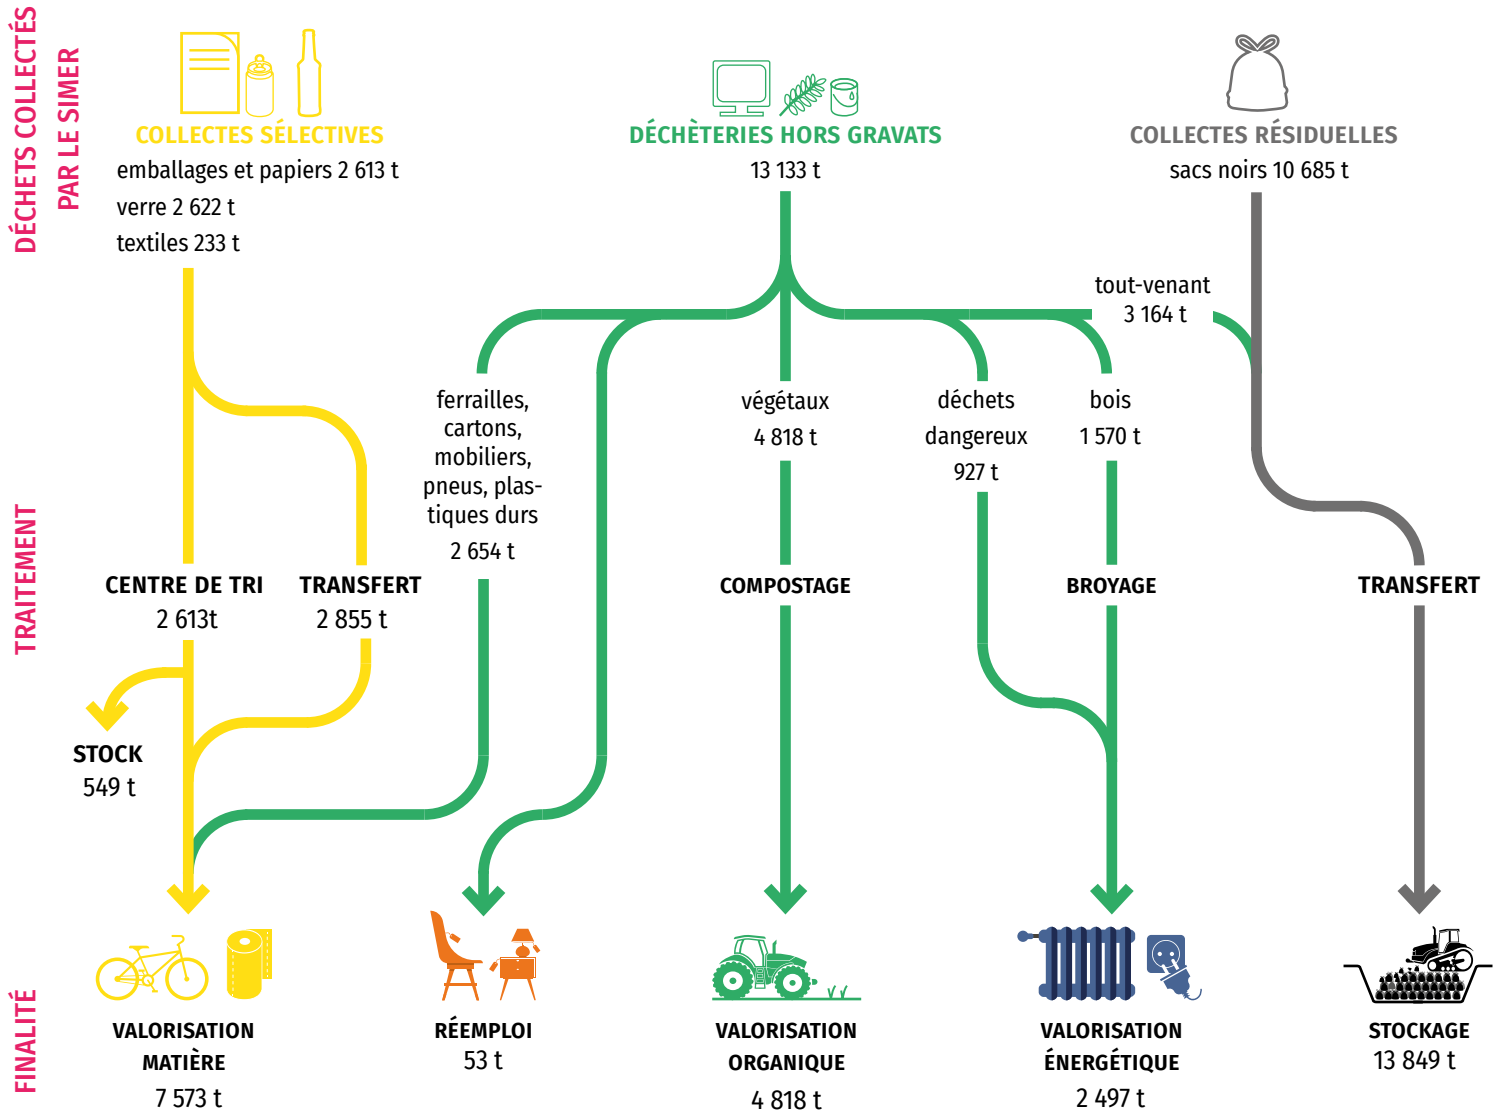 DÉCHETS COLLECTÉS
PAR LE SIMER
COLLECTES SÉLECTIVES
emballages et papiers 2 613 t
verre 2 622 t
textiles 233 t
DÉCHÈTERIES HORS GRAVATS
13 133 t
COLLECTES RÉSIDUELLES
sacs noirs 10 685 t
tout-venant
3 164 t
ferrailles,
cartons,
mobiliers,
pneus, plas-
tiques durs
2 654 t
végétaux
4 818 t
déchets
dangereux
927 t
bois
1 570 t
TRAITEMENT
CENTRE DE TRI
2 613t
TRANSFERT
2 855 t
COMPOSTAGE
BROYAGE
TRANSFERT
STOCK
549 t
FINALITÉ
VALORISATION
MATIÈRE
7 573 t
RÉEMPLOI
53 t
VALORISATION
ORGANIQUE
4 818 t
VALORISATION
ÉNERGÉTIQUE
2 497 t
STOCKAGE
13 849 t